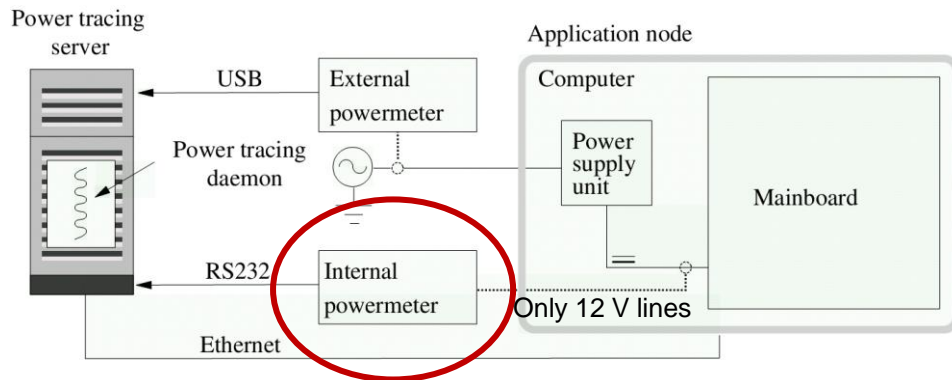 Power tracing
server
USB
External
powermeter
Application node
Computer
Power
supply
unit
Mainboard
Power tracing
daemon
RS232
Internal
powermeter
Only 12 V lines
Ethernet